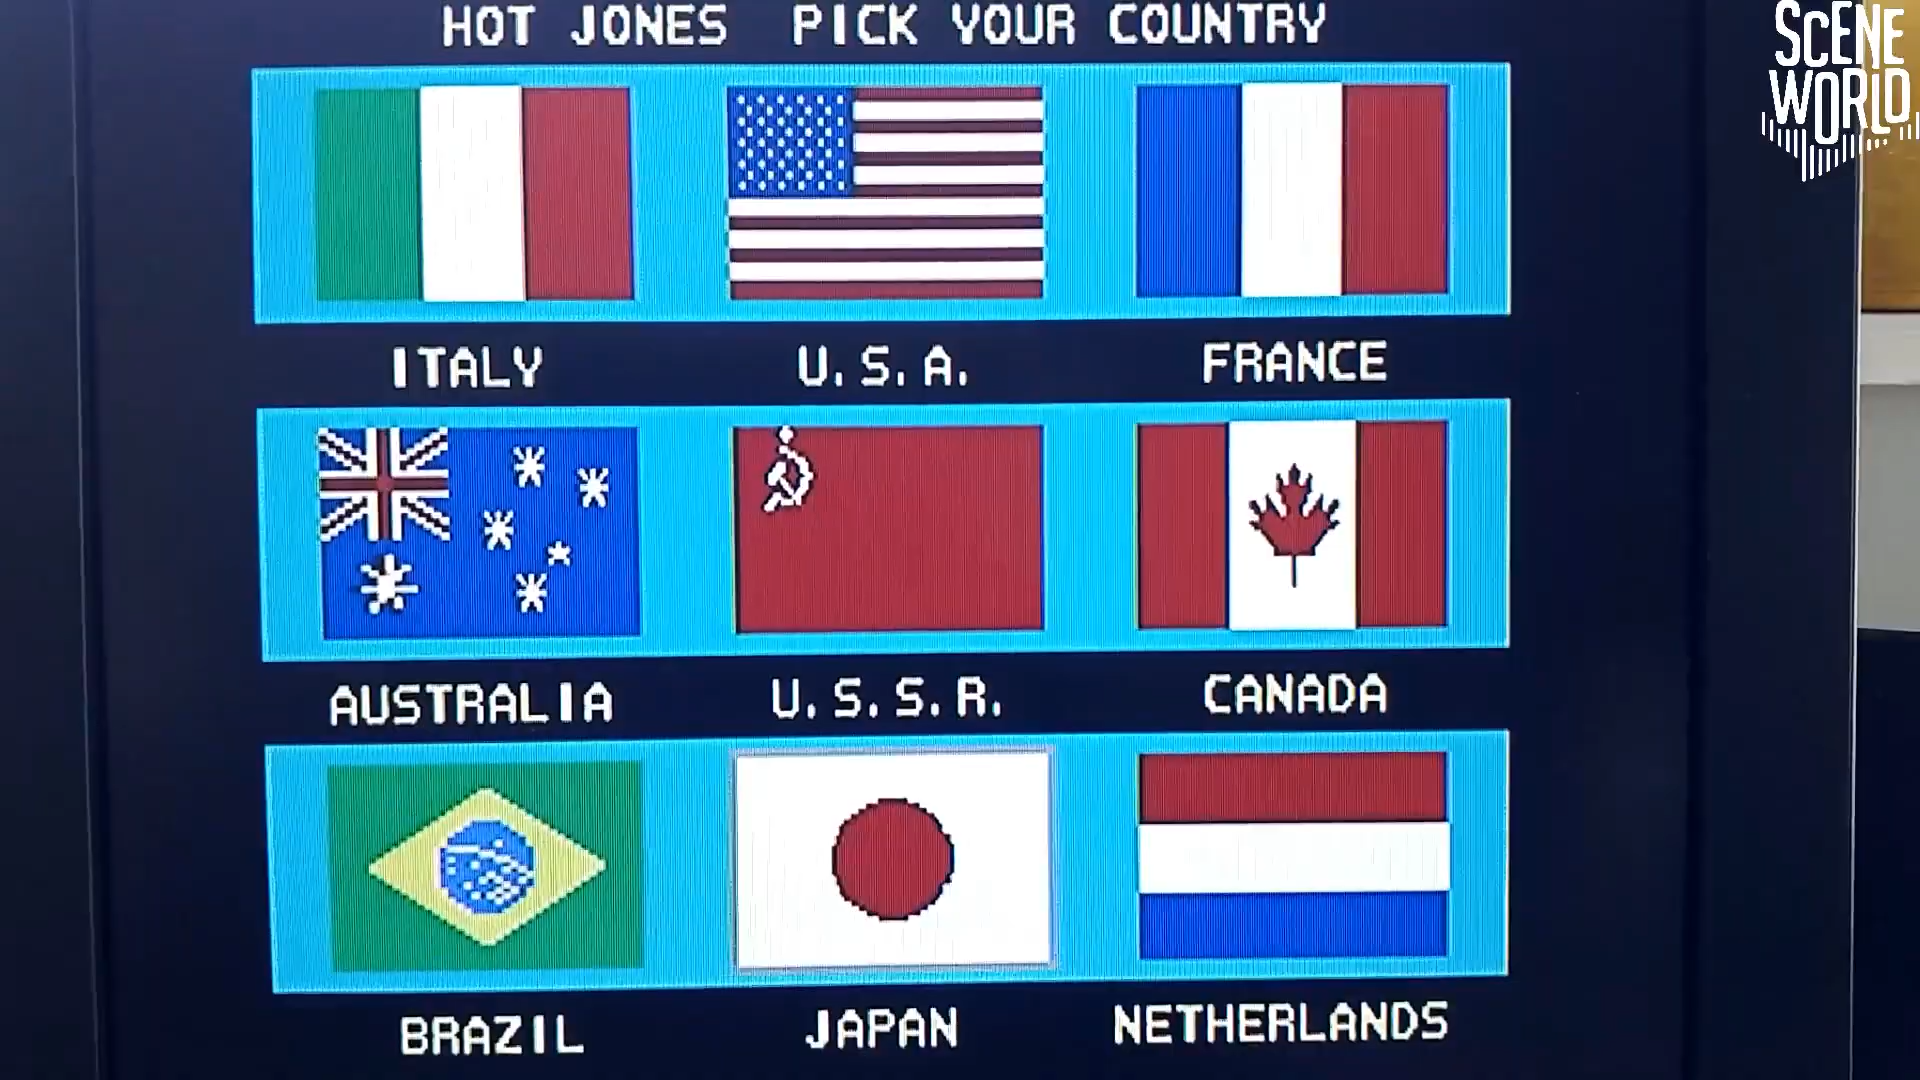 HOT JONES PICK YOUR COUNTRY
SCENE
WORLD
ITALY U.S.A. FRANCE
AUSTRALIA U.S.S.R. CANADA
BRAZIL JAPAN NETHERLANDS